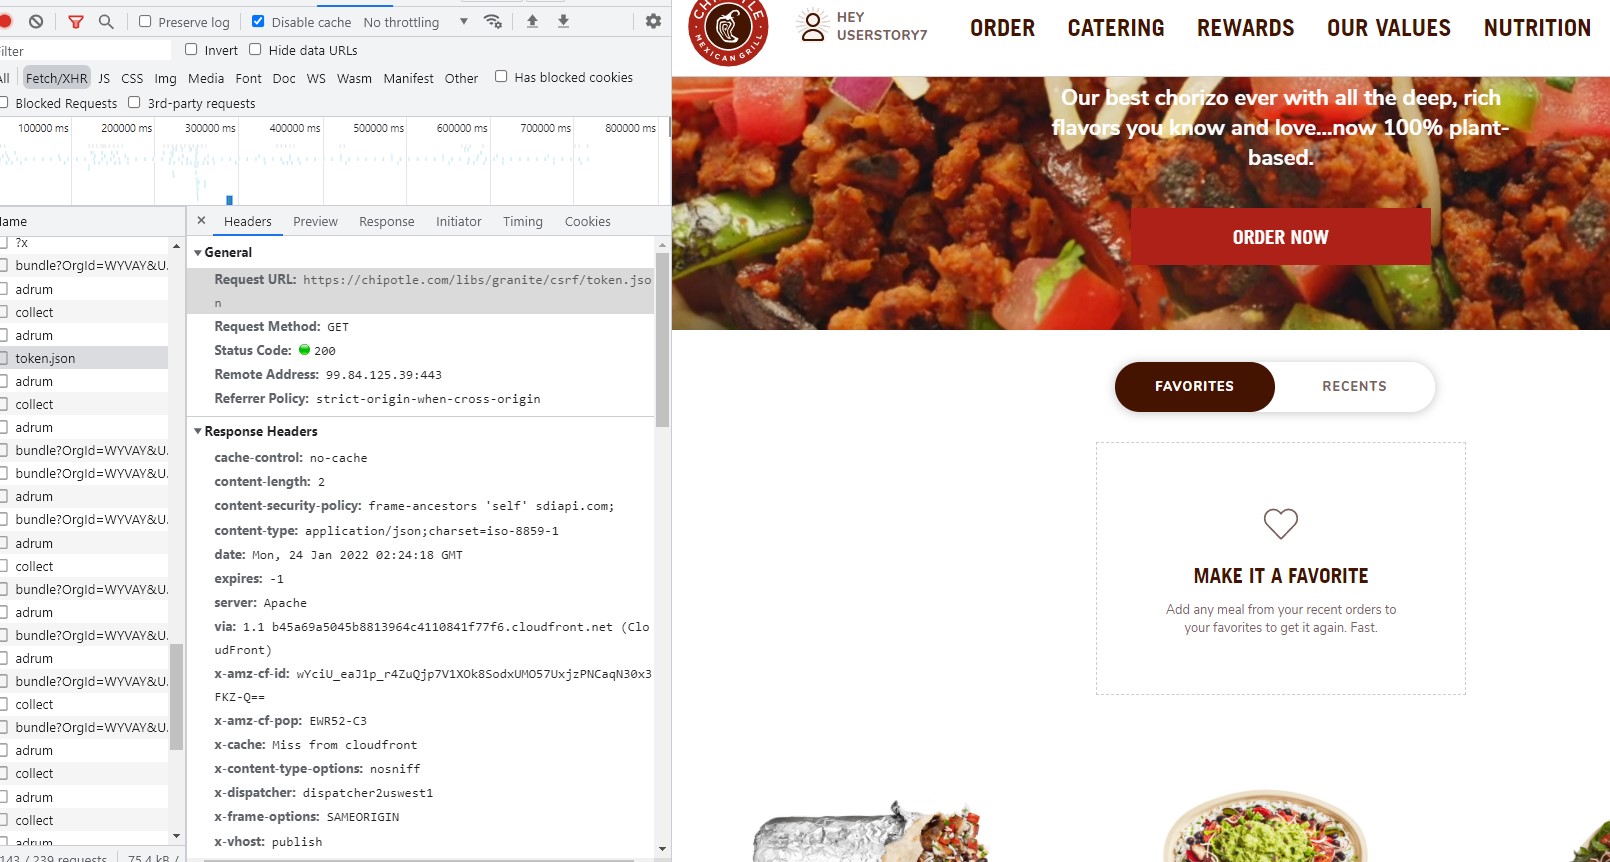 Preserve log
Disable cache
No throttling
ilter
Invert
Hide data URLs
All
Fetch/XHR
JS
CSS
Img
Media
Font
Doc
WS
Wasm
Manifest
Other
Has blocked cookies
Blocked Requests
3rd-party requests
100000 ms
200000 ms
300000 ms
400000 ms
500000 ms
600000 ms
700000 ms
800000 ms
Name
?x
bundle?OrgId=WYVAY&U.
adrum
collect
adrum
token.json
adrum
collect
adrum
bundle?OrgId=WYVAY&U.
bundle?OrgId=WYVAY&U.
adrum
bundle?OrgId=WYVAY&U.
adrum
collect
bundle?OrgId=WYVAY&U.
adrum
bundle?OrgId=WYVAY&U.
adrum
bundle?OrgId=WYVAY&U.
collect
bundle?OrgId=WYVAY&U.
adrum
collect
adrum
collect
adrum
143 / 239 requests
75.4 kB /
Headers
Preview
Response
Initiator
Timing
Cookies
General
Request URL: https://chipotle.com/libs/granite/csrf/token.jso
n
Request Method: GET
Status Code: 200
Remote Address: 99.84.125.39:443
Referrer Policy: strict-origin-when-cross-origin
Response Headers
cache-control: no-cache
content-length: 2
content-security-policy: frame-ancestors 'self' sdiapi.com;
content-type: application/json;charset=iso-8859-1
date: Mon, 24 Jan 2022 02:24:18 GMT
expires: -1
server: Apache
via: 1.1 b45a69a5045b8813964c4110841f77f6.cloudfront.net (Clo
udFront)
x-amz-cf-id: wYciU_eaJ1p_r4ZuQjp7V1XOk8SodxUMO57UxjzPNCaqN30x3
FKZ-Q==
x-amz-cf-pop: EWR52-C3
x-cache: Miss from cloudfront
x-content-type-options: nosniff
x-dispatcher: dispatcher2uswest1
x-frame-options: SAMEORIGIN
x-vhost: publish
CHIPOTLE
MEXICAN GRILL
HEY
USERSTORY7
ORDER
CATERING
REWARDS
OUR VALUES
NUTRITION
Our best chorizo ever with all the deep, rich
flavors you know and love...now 100% plant-
based.
ORDER NOW
FAVORITES
RECENTS
MAKE IT A FAVORITE
Add any meal from your recent orders to
your favorites to get it again. Fast.